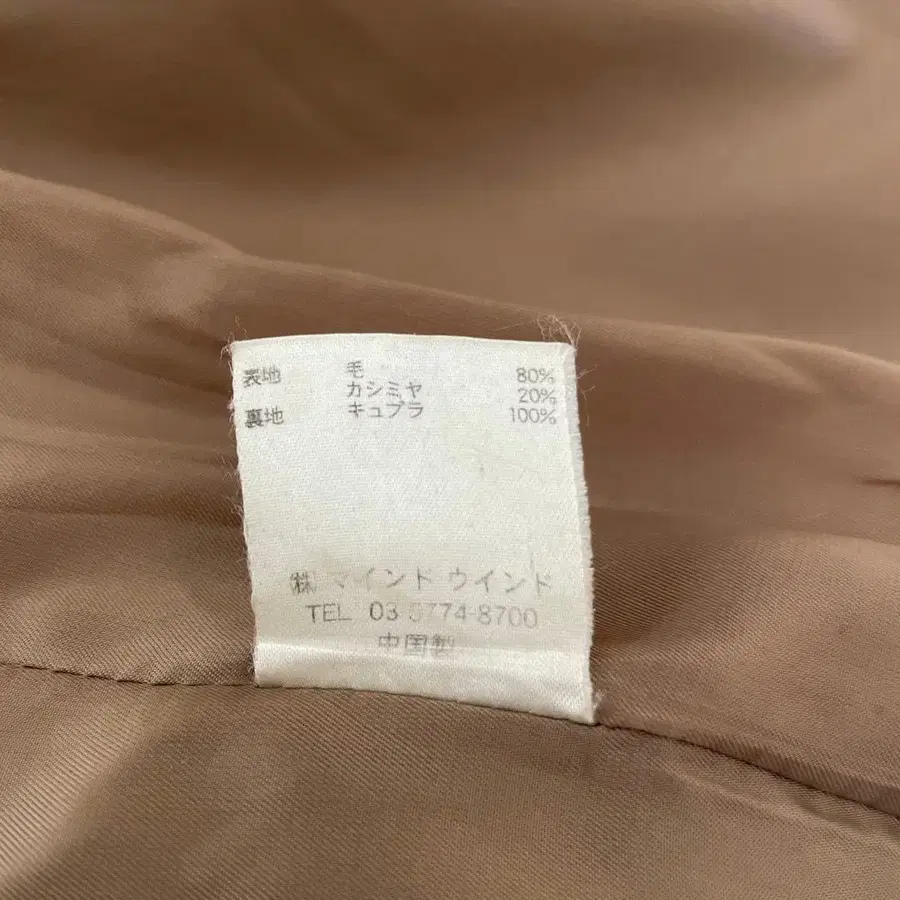 表地 毛 80%
カシミヤ 20%
裏地 キュプラ 100%
㈱ マインド ウインド
TEL 03 5774-8700
中国製